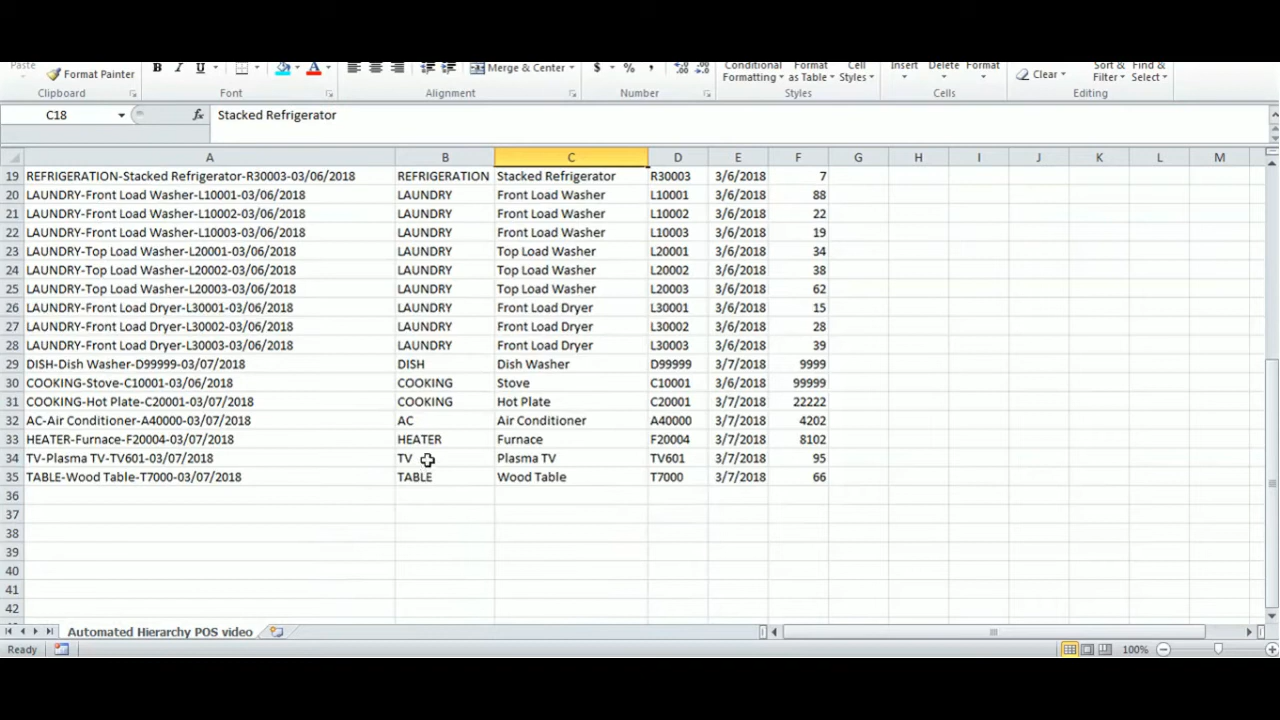 Paste Format Painter B I U A Merge & Center $ % , Conditional Formatting Format as Table Cell Styles Insert Delete Format Clear Sort & Filter Find & Select
Clipboard Font Alignment Number Styles Cells Editing
C18 fx Stacked Refrigerator
A B C D E F G H I J K L M
19 REFRIGERATION-Stacked Refrigerator-R30003-03/06/2018 REFRIGERATION Stacked Refrigerator R30003 3/6/2018 7
20 LAUNDRY-Front Load Washer-L10001-03/06/2018 LAUNDRY Front Load Washer L10001 3/6/2018 88
21 LAUNDRY-Front Load Washer-L10002-03/06/2018 LAUNDRY Front Load Washer L10002 3/6/2018 22
22 LAUNDRY-Front Load Washer-L10003-03/06/2018 LAUNDRY Front Load Washer L10003 3/6/2018 19
23 LAUNDRY-Top Load Washer-L20001-03/06/2018 LAUNDRY Top Load Washer L20001 3/6/2018 34
24 LAUNDRY-Top Load Washer-L20002-03/06/2018 LAUNDRY Top Load Washer L20002 3/6/2018 38
25 LAUNDRY-Top Load Washer-L20003-03/06/2018 LAUNDRY Top Load Washer L20003 3/6/2018 62
26 LAUNDRY-Front Load Dryer-L30001-03/06/2018 LAUNDRY Front Load Dryer L30001 3/6/2018 15
27 LAUNDRY-Front Load Dryer-L30002-03/06/2018 LAUNDRY Front Load Dryer L30002 3/6/2018 28
28 LAUNDRY-Front Load Dryer-L30003-03/06/2018 LAUNDRY Front Load Dryer L30003 3/6/2018 39
29 DISH-Dish Washer-D99999-03/07/2018 DISH Dish Washer D99999 3/7/2018 9999
30 COOKING-Stove-C10001-03/06/2018 COOKING Stove C10001 3/6/2018 99999
31 COOKING-Hot Plate-C20001-03/07/2018 COOKING Hot Plate C20001 3/7/2018 22222
32 AC-Air Conditioner-A40000-03/07/2018 AC Air Conditioner A40000 3/7/2018 4202
33 HEATER-Furnace-F20004-03/07/2018 HEATER Furnace F20004 3/7/2018 8102
34 TV-Plasma TV-TV601-03/07/2018 TV Plasma TV TV601 3/7/2018 95
35 TABLE-Wood Table-T7000-03/07/2018 TABLE Wood Table T7000 3/7/2018 66
36
37
38
39
40
41
42
Automated Hierarchy POS video
Ready 100%